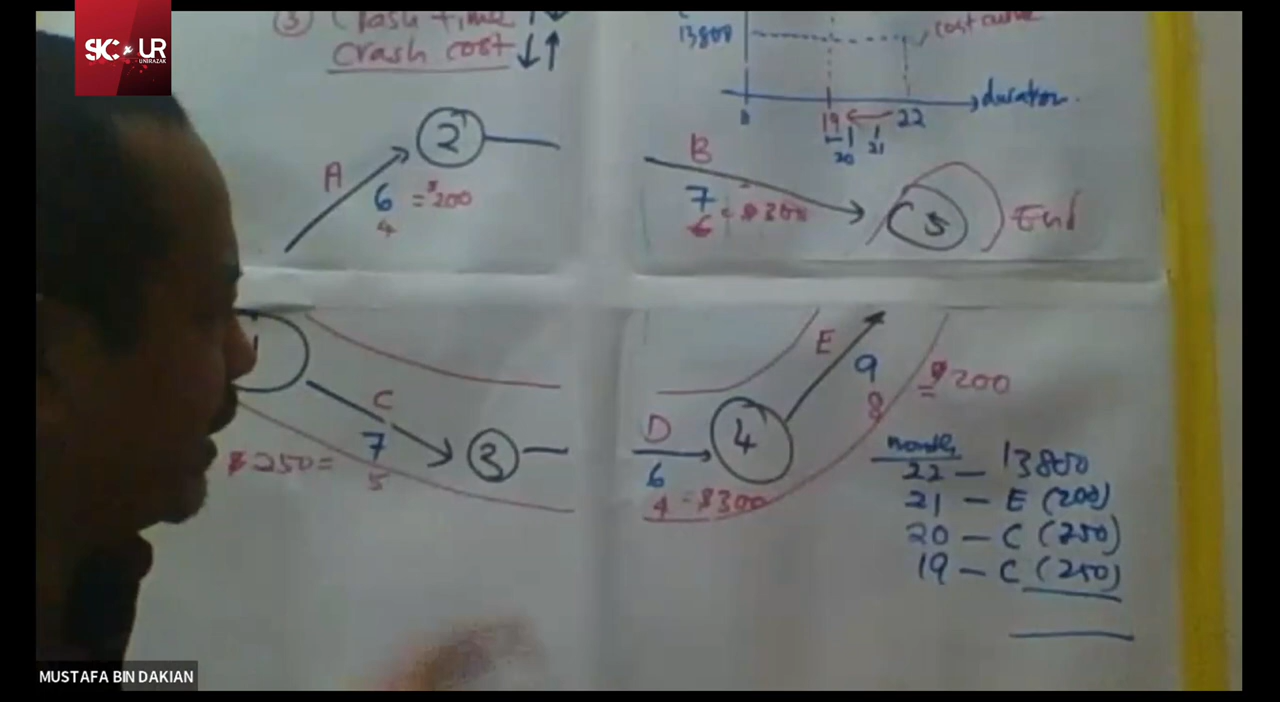 SKOUR
UNIRAZAK
③ Crash time ↑↓
Crash cost ↓↑
13800
cost curve
duration.
0
19
22
20
21
A
2
6 = $200
4
B
7
6 = $300
5
End
1
C
7
5
$250 =
3
D
6
4 = $300
4
E
9
8
= $200
month
22 – 13800
21 – E (200)
20 – C (250)
19 – C (250)
MUSTAFA BIN DAKIAN